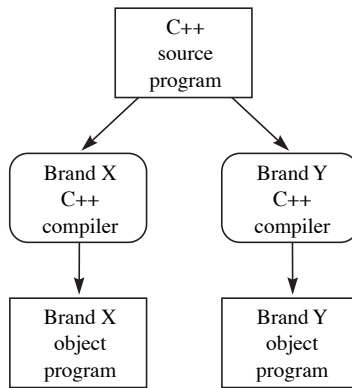 C++
source
program
Brand X
C++
compiler
Brand Y
C++
compiler
Brand X
object
program
Brand Y
object
program